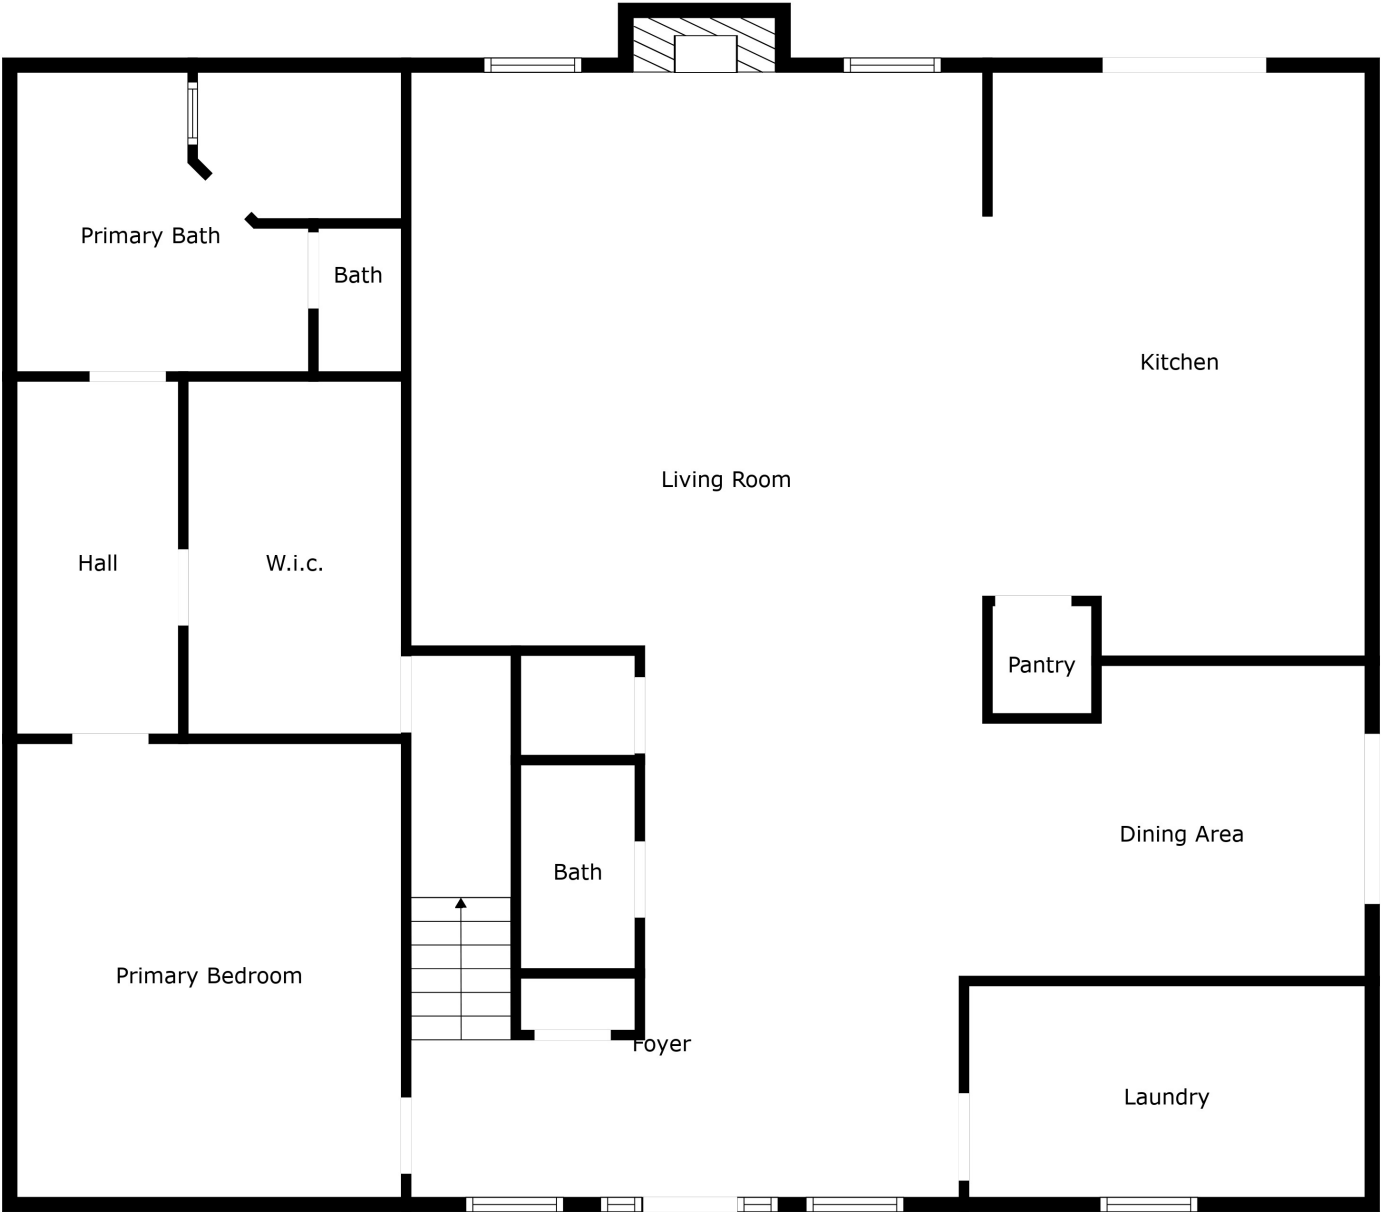 Primary Bath
Bath
Kitchen
Living Room
Hall
W.i.c.
Pantry
Dining Area
Bath
Primary Bedroom
Foyer
Laundry